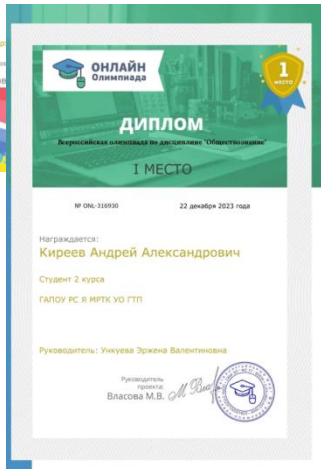 ОНЛАЙН
Олимпиада
1
МЕСТО
ДИПЛОМ
Всероссийская олимпиада по дисциплине "Обществознание"
I МЕСТО
№ ONL-316930
22 декабря 2023 года
Награждается:
Киреев Андрей Александрович
Студент 2 курса
ГАПОУ РС Я МРТК УО ГТП
Руководитель: Ункуева Эржена Валентиновна
Руководитель
проекта:
Власова М.В.